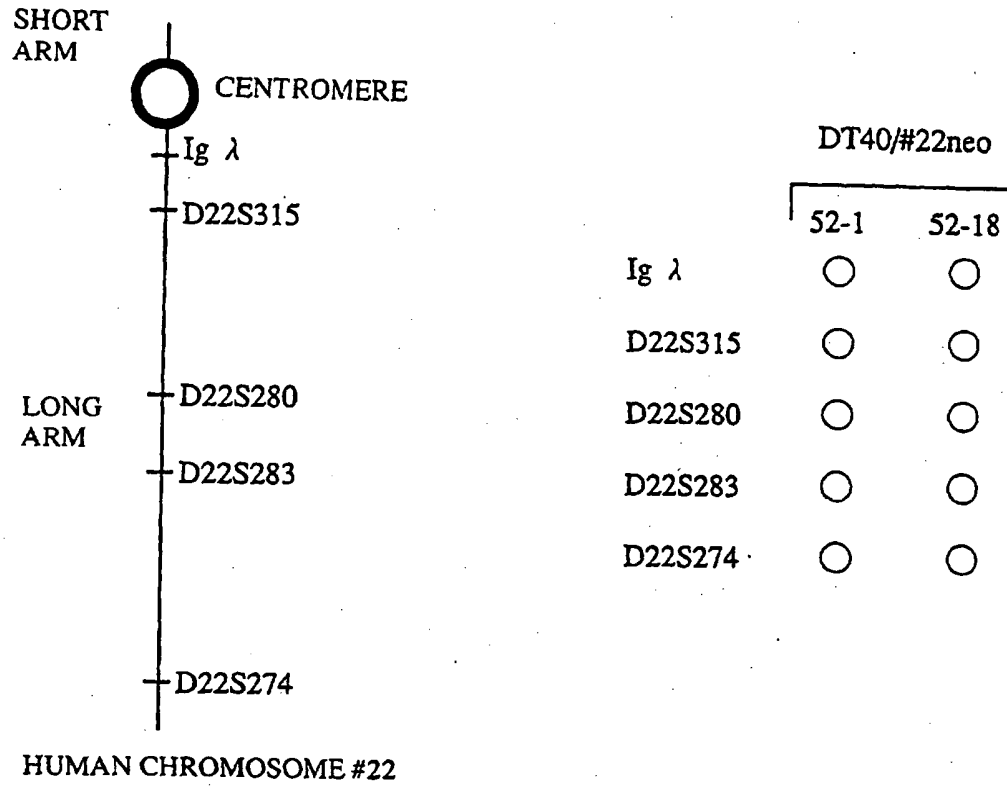 SHORT
ARM
CENTROMERE
Ig λ
D22S315
D22S280
LONG
ARM
D22S283
D22S274
HUMAN CHROMOSOME #22
DT40/#22neo
52-1 52-18
Ig λ
D22S315
D22S280
D22S283
D22S274